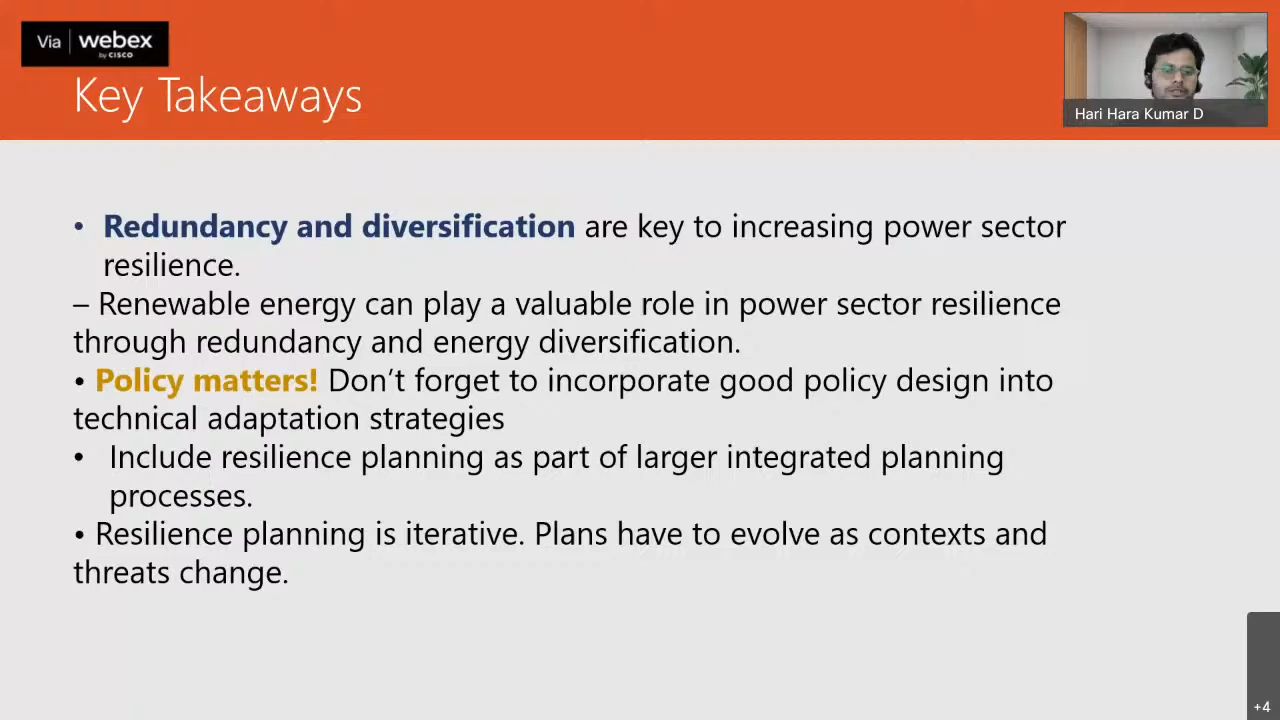 Via webex
by CISCO
Key Takeaways
Hari Hara Kumar D
• Redundancy and diversification are key to increasing power sector
resilience.
– Renewable energy can play a valuable role in power sector resilience
through redundancy and energy diversification.
• Policy matters! Don’t forget to incorporate good policy design into
technical adaptation strategies
• Include resilience planning as part of larger integrated planning
processes.
• Resilience planning is iterative. Plans have to evolve as contexts and
threats change.
+4